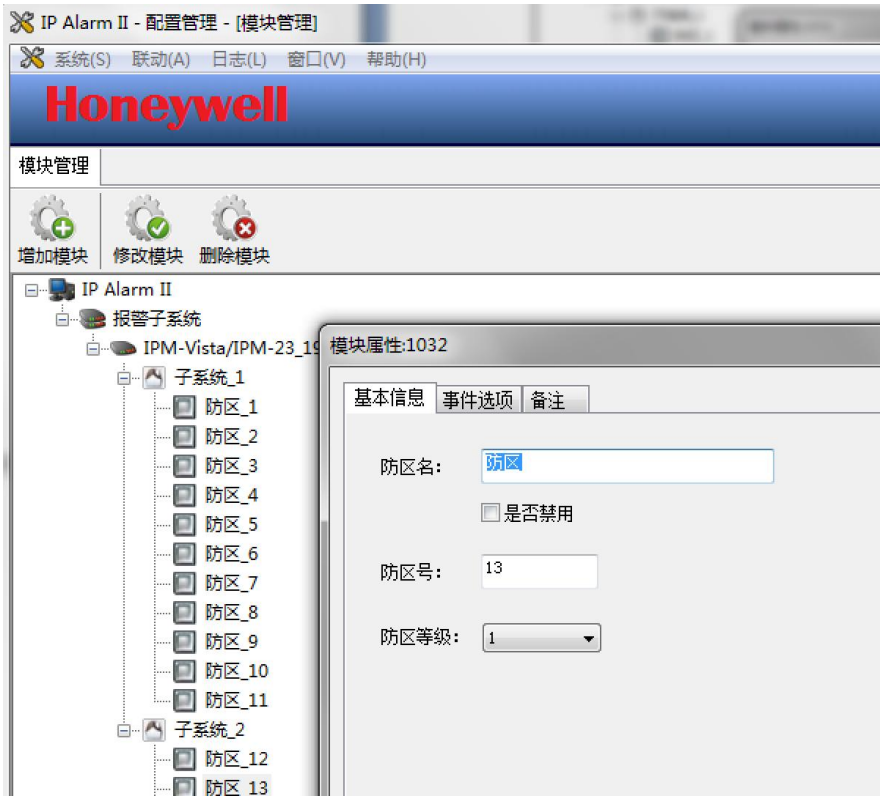 IP Alarm II - 配置管理 - [模块管理]
系统(S) 联动(A) 日志(L) 窗口(V) 帮助(H)
Honeywell
模块管理
增加模块 修改模块 删除模块
IP Alarm II
报警子系统
IPM-Vista/IPM-23_19
子系统_1
防区_1
防区_2
防区_3
防区_4
防区_5
防区_6
防区_7
防区_8
防区_9
防区_10
防区_11
子系统_2
防区_12
防区_13
模块属性:1032
基本信息 事件选项 备注
防区名: 防区
是否禁用
防区号: 13
防区等级: 1